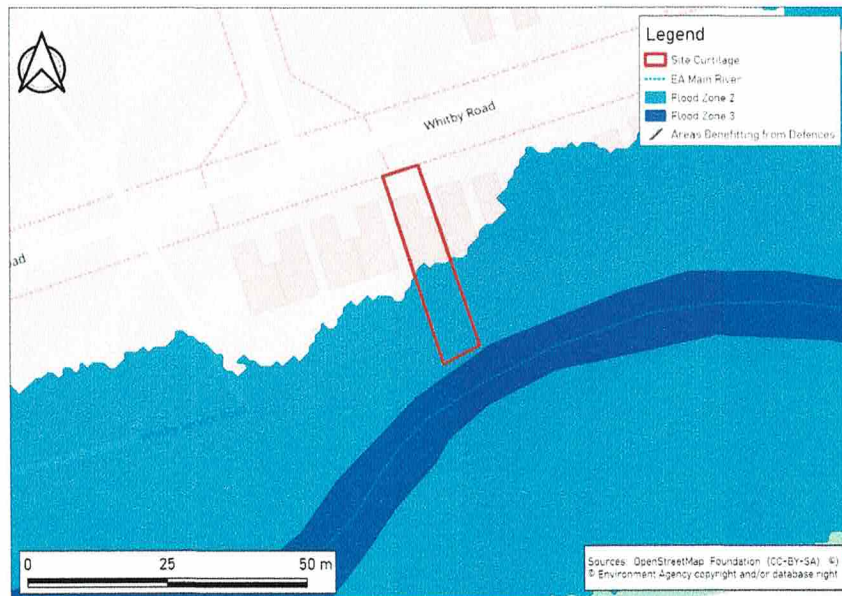 Legend
Site Curtilage
EA Main River
Flood Zone 2
Flood Zone 3
Areas Benefitting from Defences
Whitby Road
oad
0 25 50 m
Sources: OpenStreetMap Foundation (CC-BY-SA) ©)
© Environment Agency copyright and/or database right